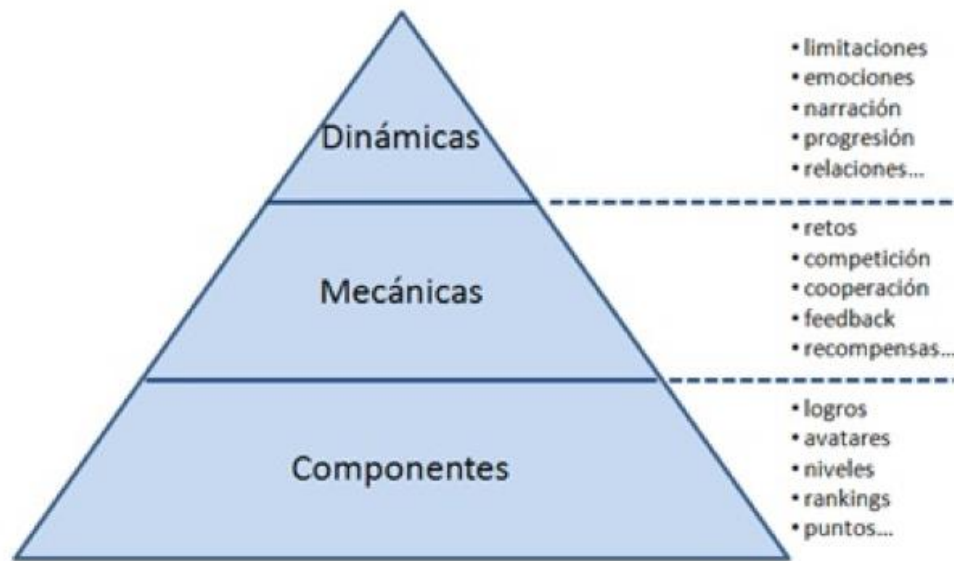 Dinámicas
• limitaciones
• emociones
• narración
• progresión
• relaciones...
Mecánicas
• retos
• competición
• cooperación
• feedback
• recompensas...
Componentes
• logros
• avatares
• niveles
• rankings
• puntos...